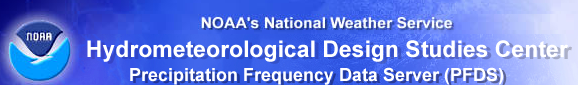 NOAA
NOAA's National Weather Service
Hydrometeorological Design Studies Center
Precipitation Frequency Data Server (PFDS)